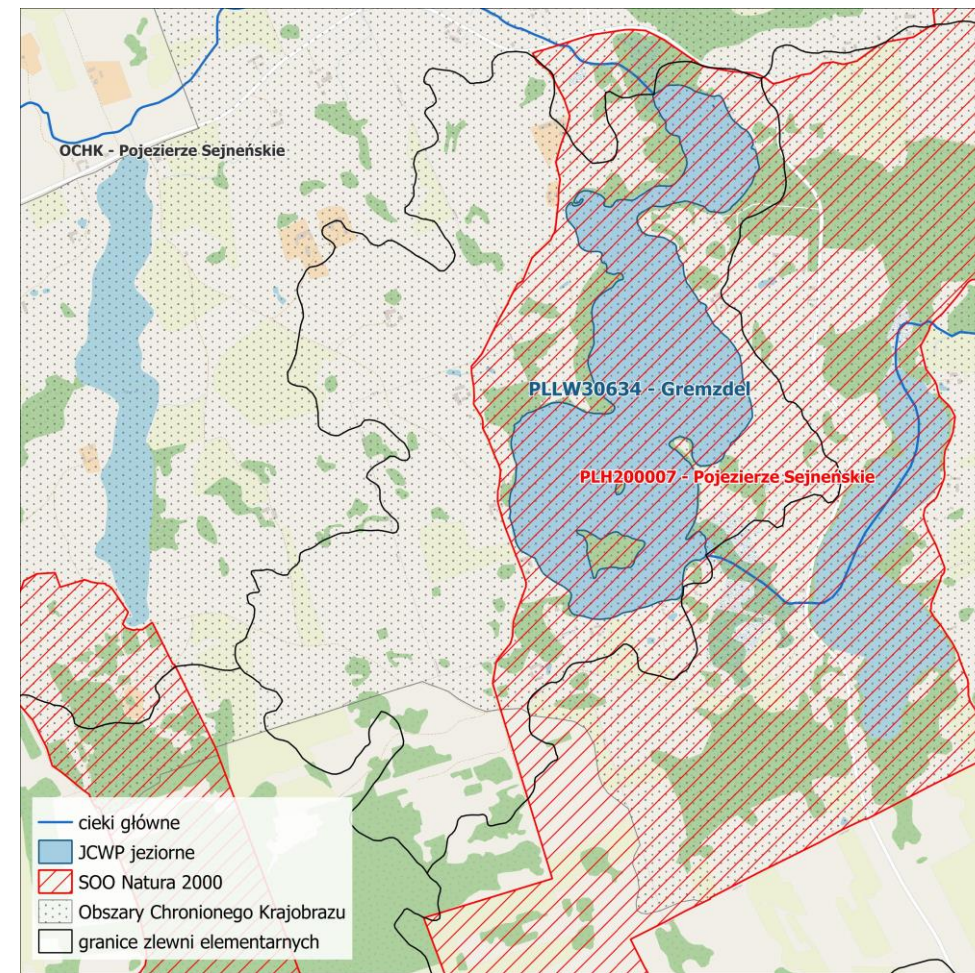 OCHK - Pojezierze Sejneńskie
PLLW30634 - Gremzdel
PLH200007 - Pojezierze Sejneńskie
cieki główne
JCWP jeziorne
SOO Natura 2000
Obszary Chronionego Krajobrazu
granice zlewni elementarnych